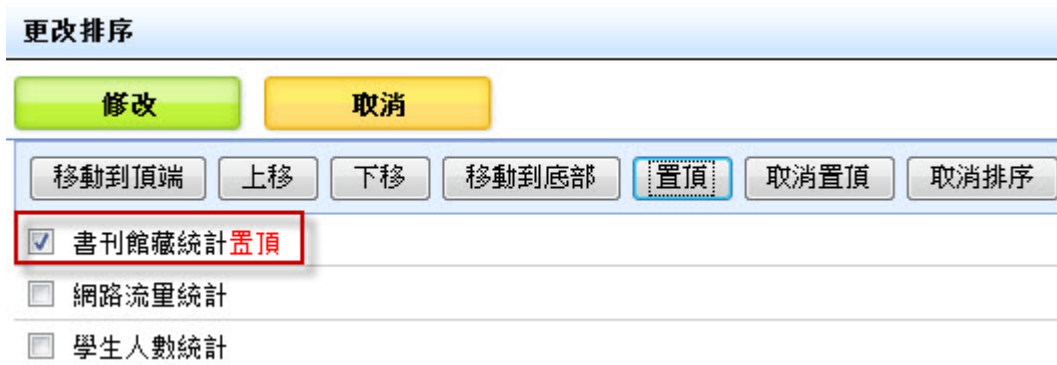 更改排序
修改 取消
移動到頂端 上移 下移 移動到底部 置頂 取消置頂 取消排序
書刊館藏統計置頂
網路流量統計
學生人數統計